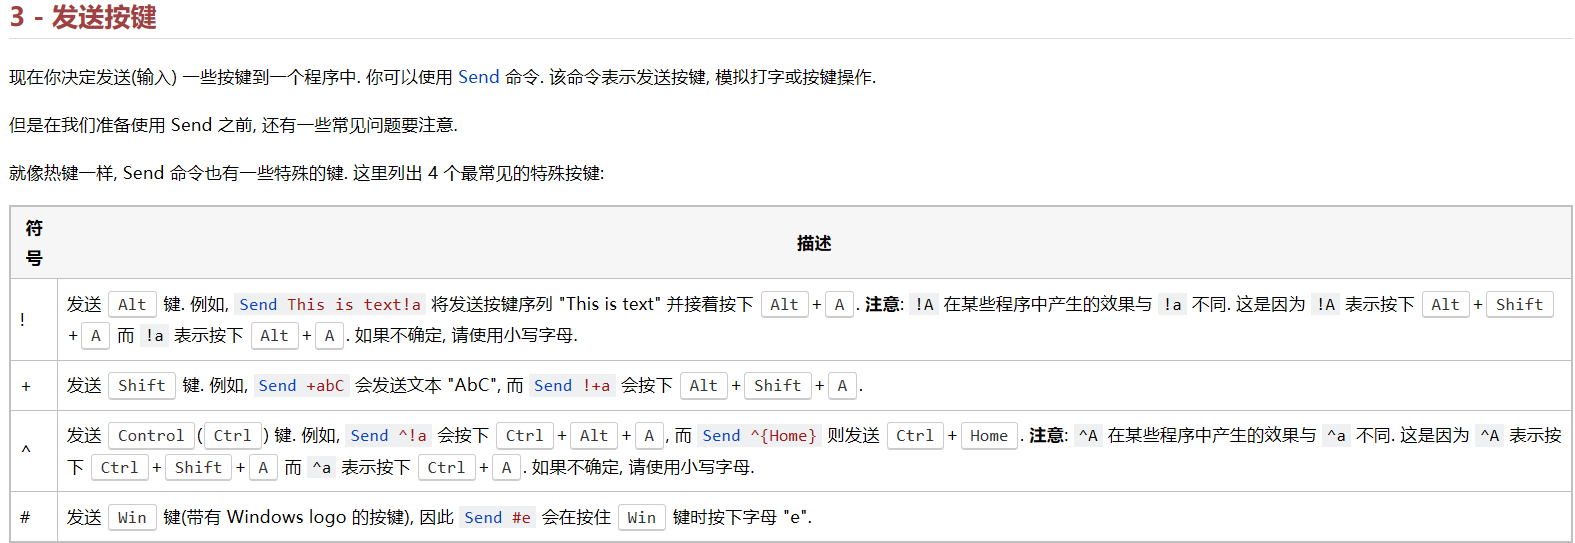 3 - 发送按键
现在你决定发送(输入) 一些按键到一个程序中. 你可以使用 Send 命令. 该命令表示发送按键, 模拟打字或按键操作.
但是在我们准备使用 Send 之前, 还有一些常见问题要注意.
就像热键一样, Send 命令也有一些特殊的键. 这里列出 4 个最常见的特殊按键:
符号 描述
! 发送 Alt 键. 例如, Send This is text!a 将发送按键序列 "This is text" 并接着按下 Alt + A . 注意: !A 在某些程序中产生的效果与 !a 不同. 这是因为 !A 表示按下 Alt + Shift
+ A 而 !a 表示按下 Alt + A . 如果不确定, 请使用小写字母.
+ 发送 Shift 键. 例如, Send +abC 会发送文本 "AbC", 而 Send !+a 会按下 Alt + Shift + A .
^ 发送 Control ( Ctrl ) 键. 例如, Send ^!a 会按下 Ctrl + Alt + A , 而 Send ^{Home} 则发送 Ctrl + Home . 注意: ^A 在某些程序中产生的效果与 ^a 不同. 这是因为 ^A 表示按
下 Ctrl + Shift + A 而 ^a 表示按下 Ctrl + A . 如果不确定, 请使用小写字母.
# 发送 Win 键(带有 Windows logo 的按键), 因此 Send #e 会在按住 Win 键时按下字母 "e".